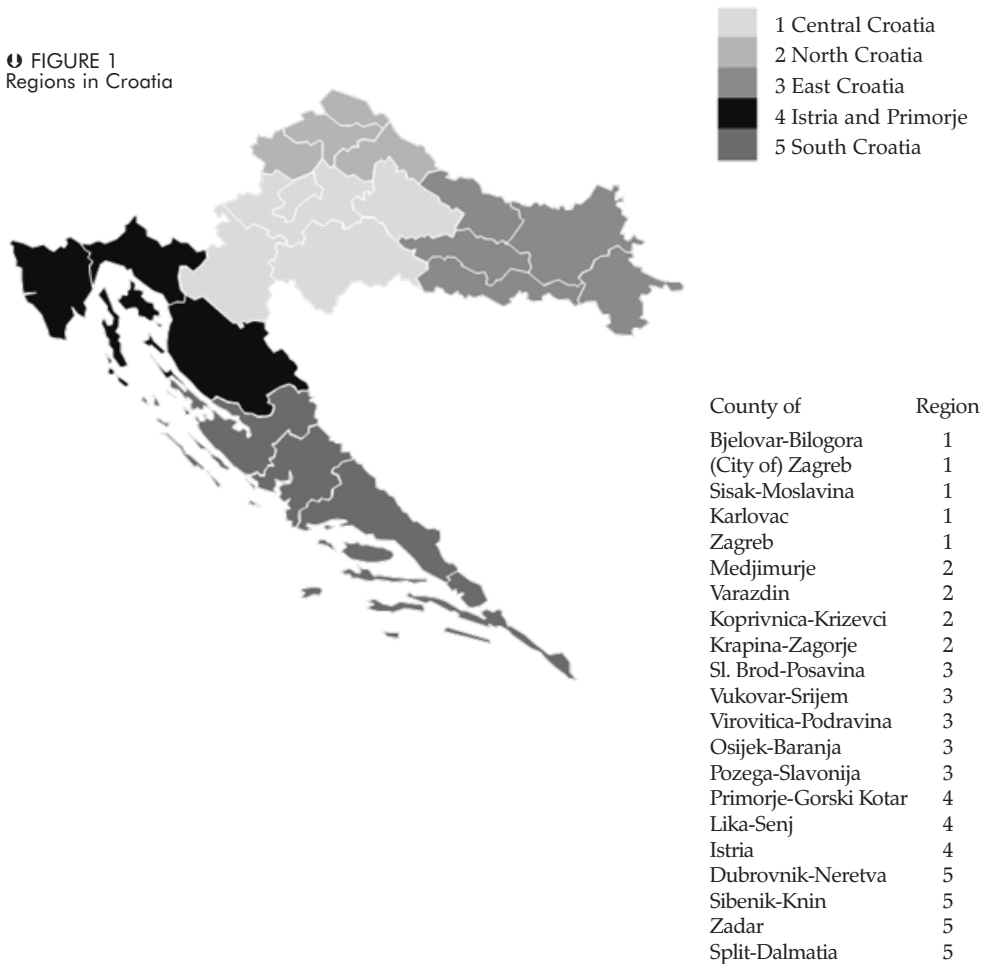 FIGURE 1
Regions in Croatia
1 Central Croatia
2 North Croatia
3 East Croatia
4 Istria and Primorje
5 South Croatia
County of Region
Bjelovar-Bilogora 1
(City of) Zagreb 1
Sisak-Moslavina 1
Karlovac 1
Zagreb 1
Medjimurje 2
Varazdin 2
Koprivnica-Krizevci 2
Krapina-Zagorje 2
Sl. Brod-Posavina 3
Vukovar-Srijem 3
Virovitica-Podravina 3
Osijek-Baranja 3
Pozega-Slavonija 3
Primorje-Gorski Kotar 4
Lika-Senj 4
Istria 4
Dubrovnik-Neretva 5
Sibenik-Knin 5
Zadar 5
Split-Dalmatia 5